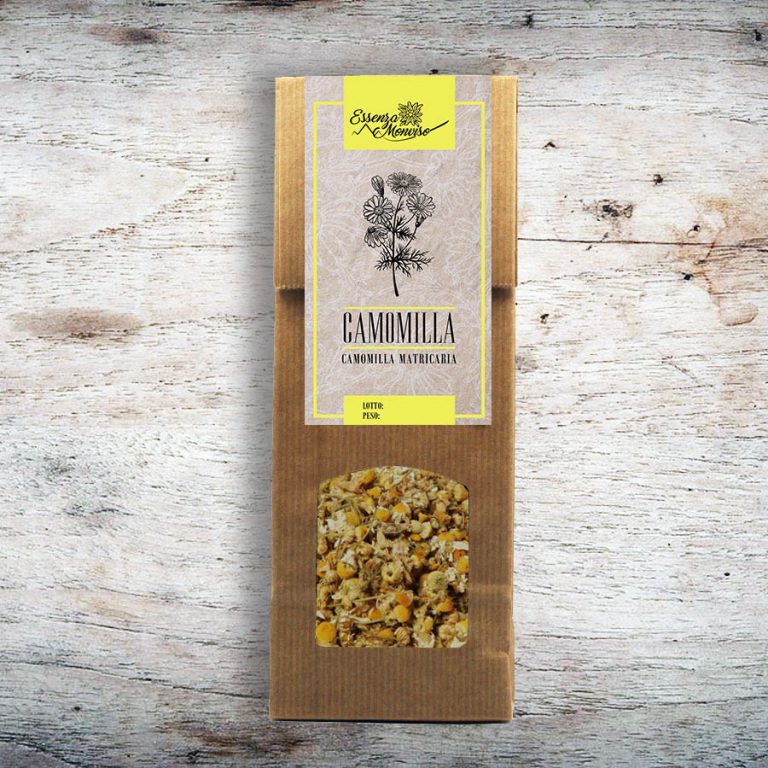 Essenza
Monviso
CAMOMILLA
CAMOMILLA MATRICARIA
LOTTO:
PESO: